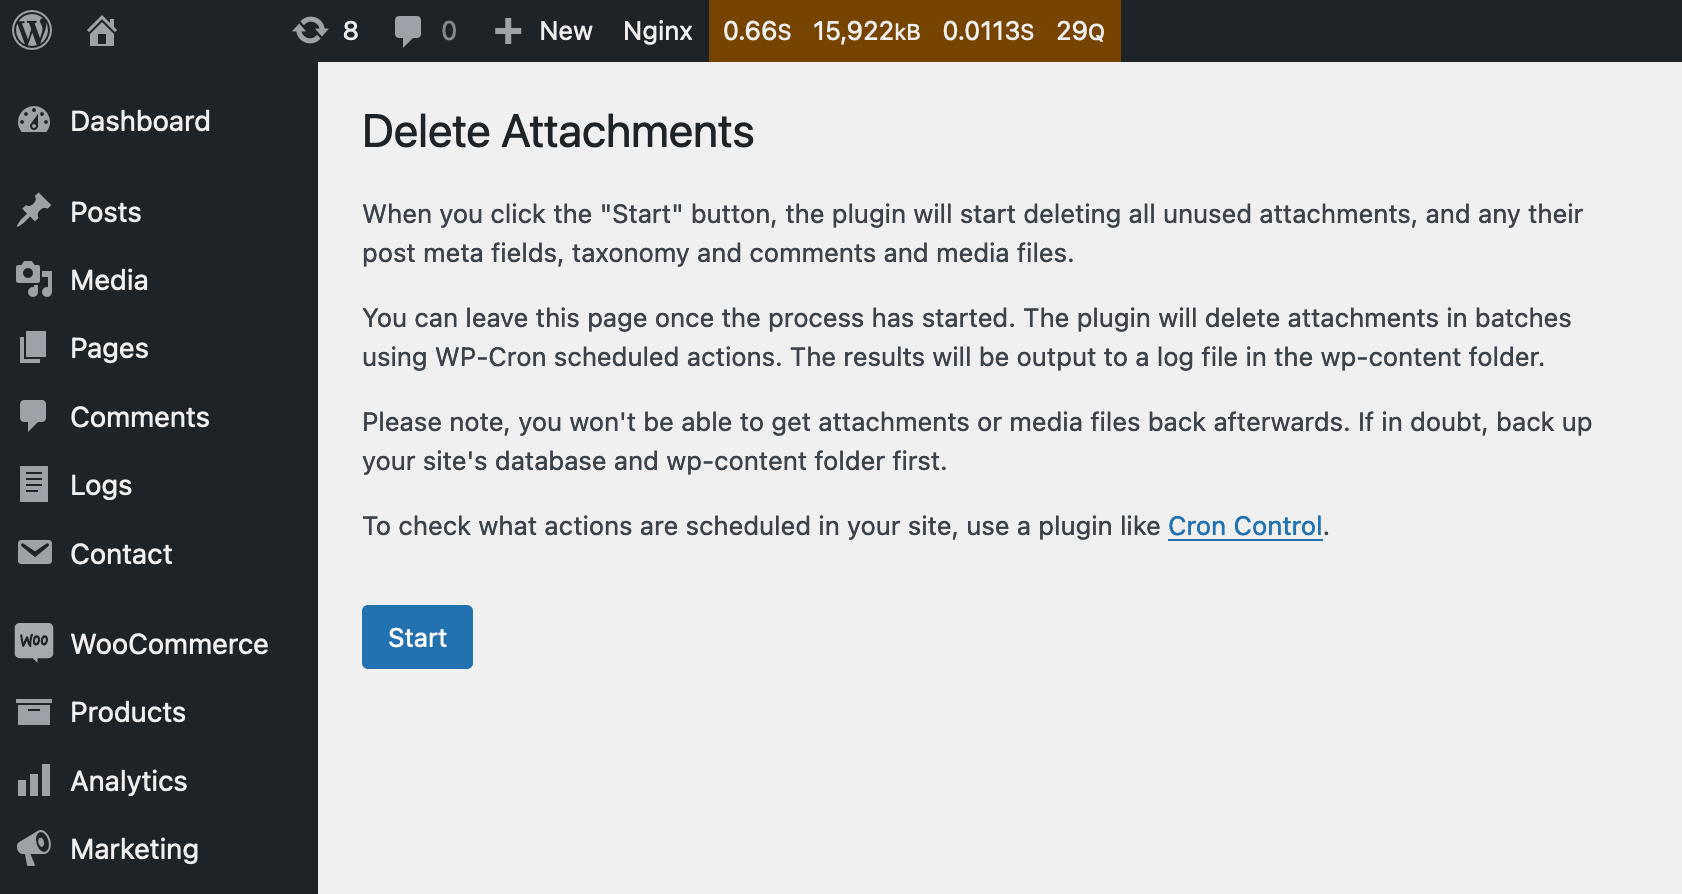 8 0 New Nginx 0.66S 15,922kB 0.0113S 29Q
Dashboard
Posts
Media
Pages
Comments
Logs
Contact
Woo WooCommerce
Products
Analytics
Marketing
Delete Attachments
When you click the "Start" button, the plugin will start deleting all unused attachments, and any their
post meta fields, taxonomy and comments and media files.
You can leave this page once the process has started. The plugin will delete attachments in batches
using WP-Cron scheduled actions. The results will be output to a log file in the wp-content folder.
Please note, you won't be able to get attachments or media files back afterwards. If in doubt, back up
your site's database and wp-content folder first.
To check what actions are scheduled in your site, use a plugin like Cron Control.
Start